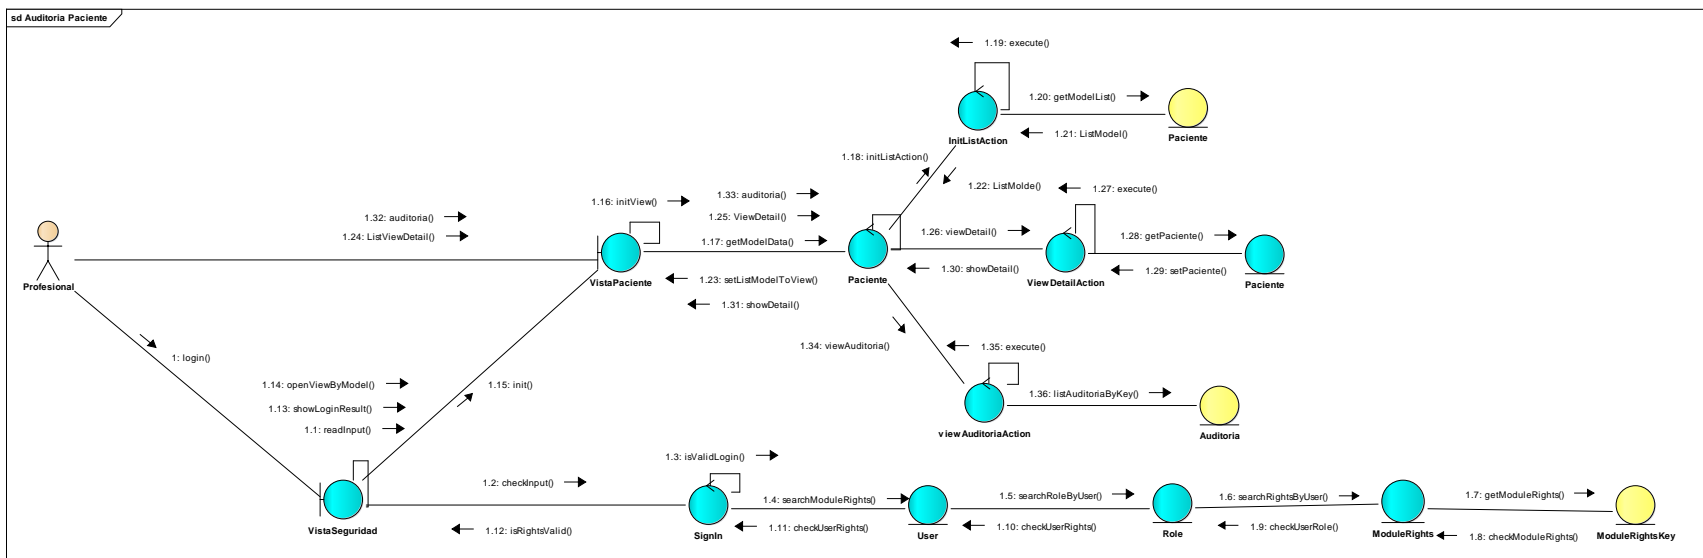 sd Auditoria Paciente
1.19: execute()
1.20: getModelList()
1.21: ListModel()
InitListAction
Paciente
1.18: initListAction()
1.22: ListMolde()
1.27: execute()
1.33: auditoria()
1.16: initView()
1.32: auditoria()
1.25: ViewDetail()
1.24: ListViewDetail()
1.17: getModelData()
1.26: viewDetail()
1.28: getPaciente()
1.30: showDetail()
1.29: setPaciente()
Profesional
VistaPaciente
1.23: setListModelToView()
Paciente
ViewDetailAction
Paciente
1.31: showDetail()
1: login()
1.34: viewAuditoria()
1.35: execute()
1.14: openViewByModel()
1.15: init()
1.36: listAuditoriaByKey()
1.13: showLoginResult()
1.1: readInput()
viewAuditoriaAction
Auditoria
1.3: isValidLogin()
1.2: checkInput()
1.4: searchModuleRights()
1.5: searchRoleByUser()
1.6: searchRightsByUser()
1.7: getModuleRights()
1.12: isRightsValid()
1.11: checkUserRights()
1.10: checkUserRights()
1.9: checkUserRole()
1.8: checkModuleRights()
VistaSeguridad
SignIn
User
Role
ModuleRights
ModuleRightsKey